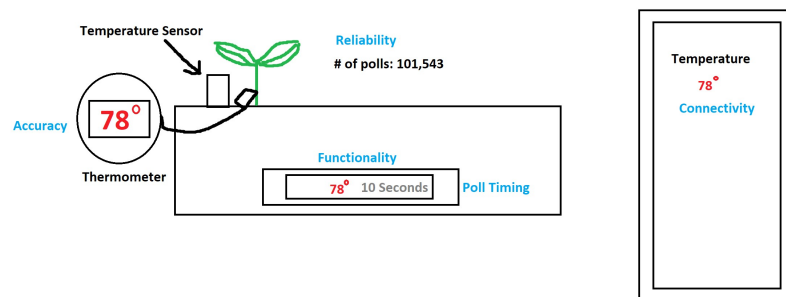 Temperature Sensor
Reliability
# of polls: 101,543
78°
Accuracy
Thermometer
Functionality
78° 10 Seconds
Poll Timing
Temperature
78°
Connectivity